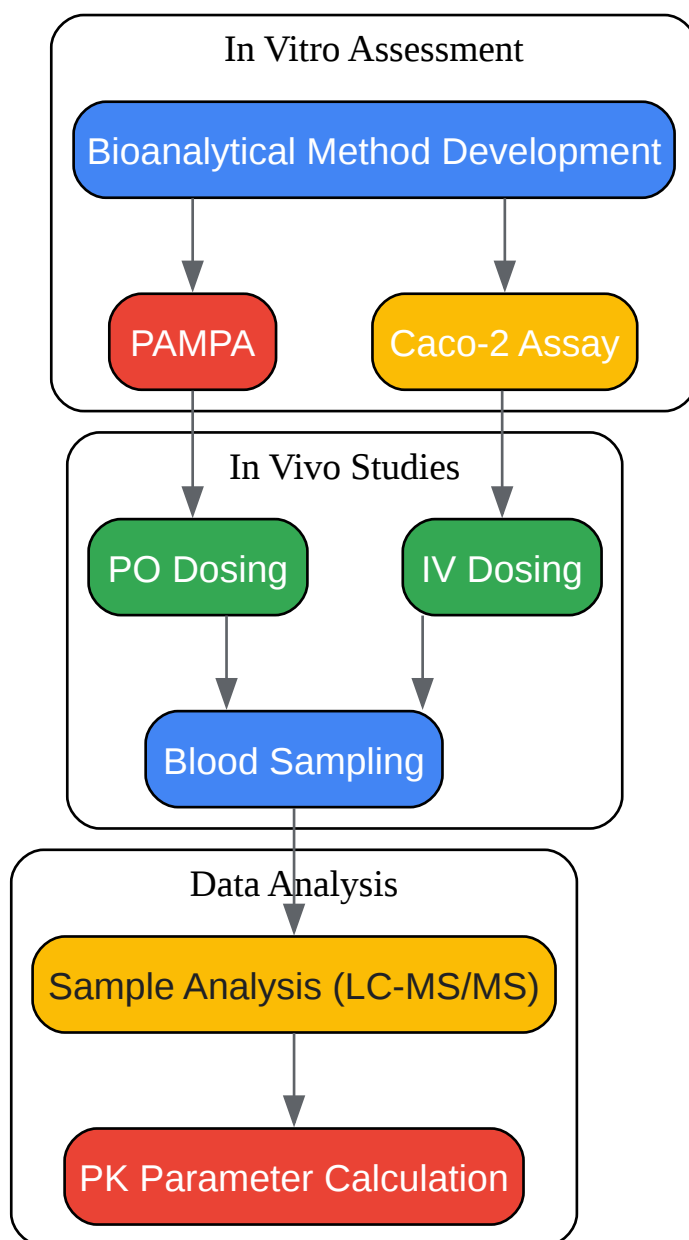 In Vitro Assessment
Bioanalytical Method Development
PAMPA
Caco-2 Assay
In Vivo Studies
PO Dosing
IV Dosing
Blood Sampling
Data Analysis
Sample Analysis (LC-MS/MS)
PK Parameter Calculation